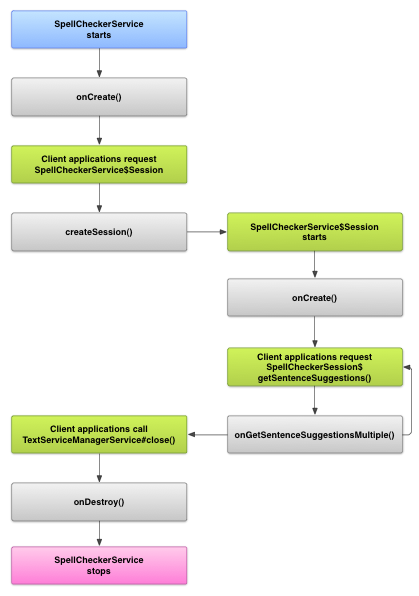 SpellCheckerService
starts
onCreate()
Client applications request
SpellCheckerService$Session
createSession()
SpellCheckerService$Session
starts
onCreate()
Client applications request
SpellCheckerSession$
getSentenceSuggestions()
onGetSentenceSuggestionsMultiple()
Client applications call
TextServiceManagerService#close()
onDestroy()
SpellCheckerService
stops